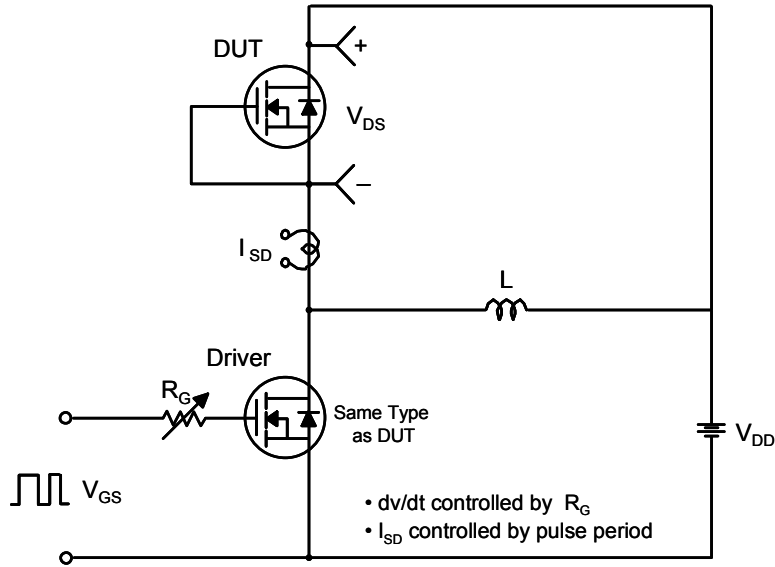 DUT
+
V_DS
–
I_SD
L
Driver
R_G
Same Type
as DUT
V_DD
V_GS
• dv/dt controlled by R_G
• I_SD controlled by pulse period